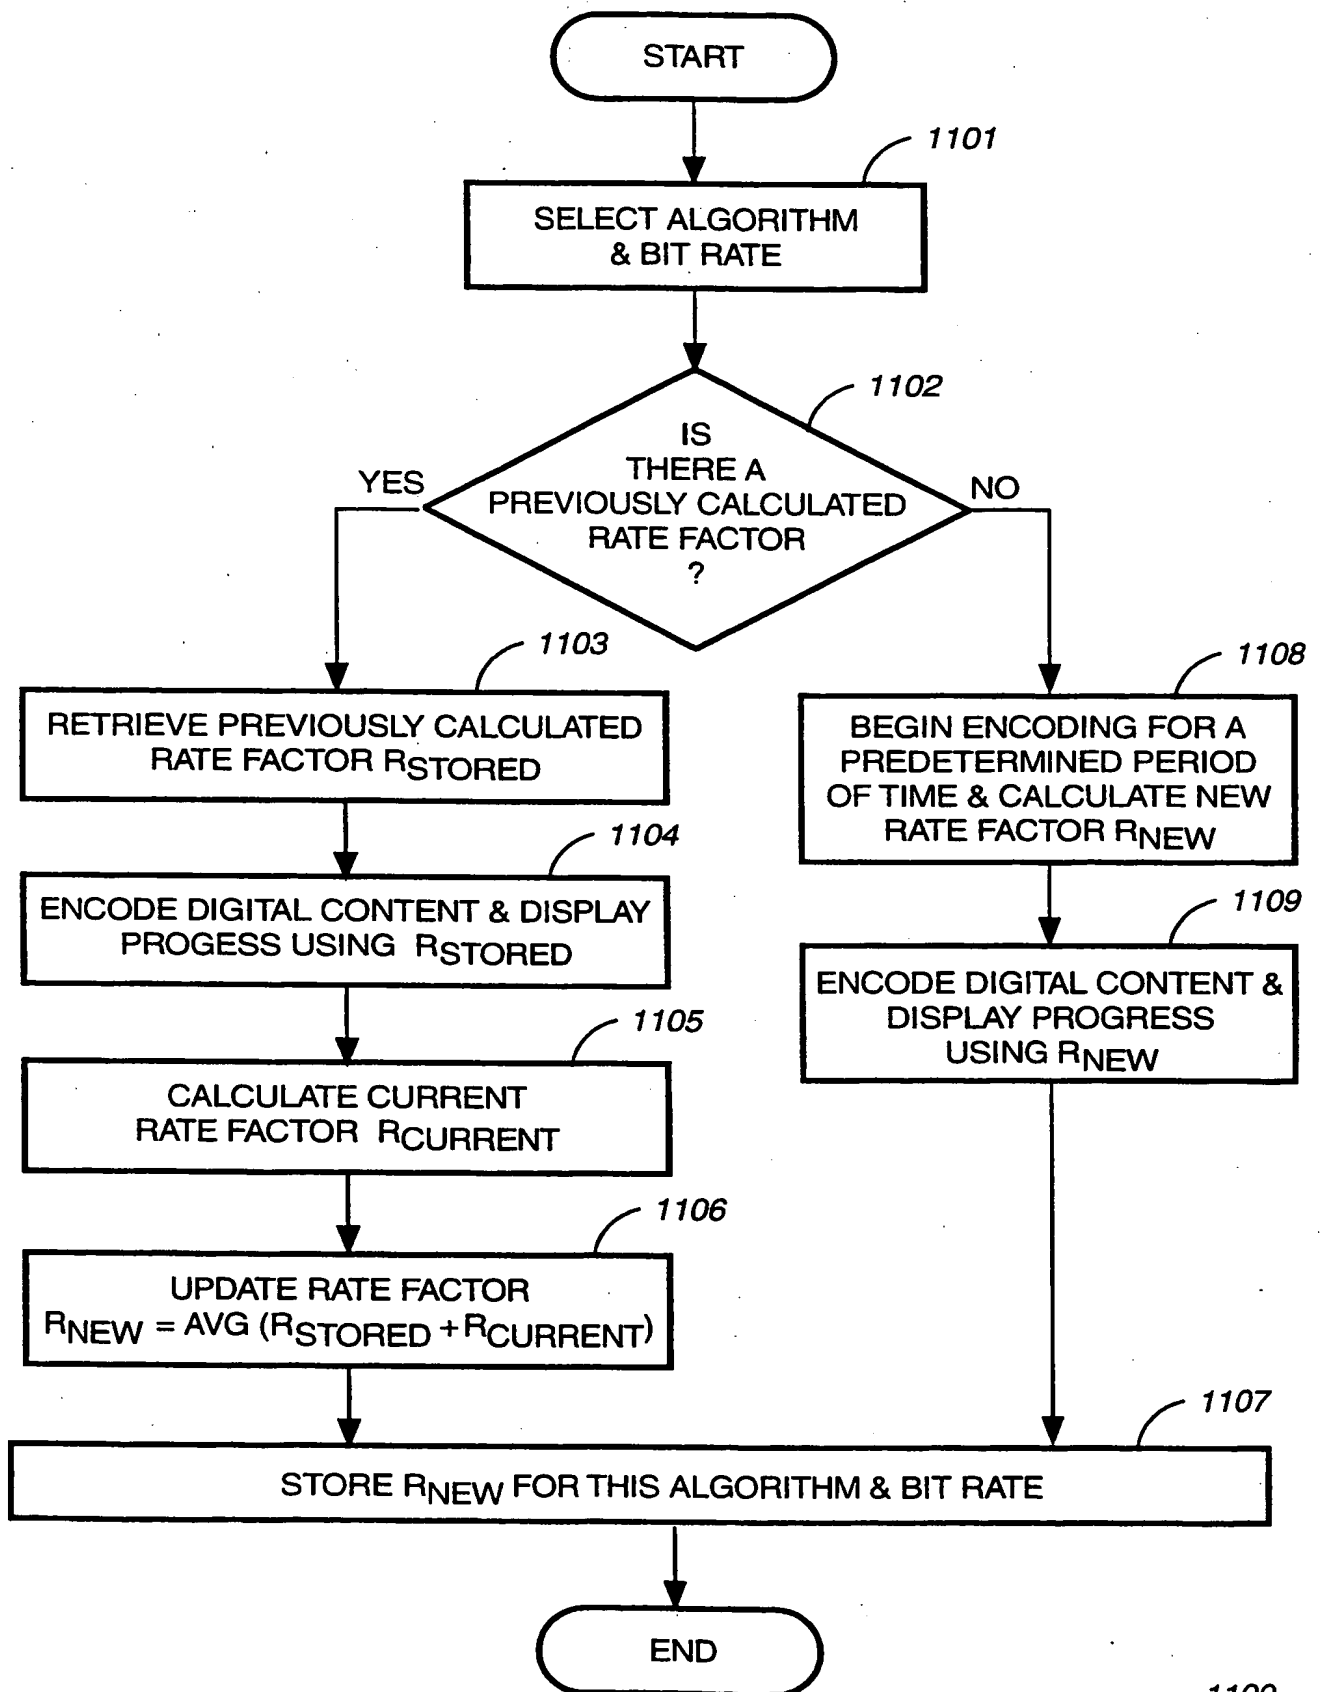 START
1101
SELECT ALGORITHM
& BIT RATE
1102
IS
THERE A
PREVIOUSLY CALCULATED
RATE FACTOR
?
YES
NO
1103
RETRIEVE PREVIOUSLY CALCULATED
RATE FACTOR RSTORED
1104
ENCODE DIGITAL CONTENT & DISPLAY
PROGESS USING RSTORED
1105
CALCULATE CURRENT
RATE FACTOR RCURRENT
1106
UPDATE RATE FACTOR
RNEW = AVG (RSTORED +RCURRENT)
1108
BEGIN ENCODING FOR A
PREDETERMINED PERIOD
OF TIME & CALCULATE NEW
RATE FACTOR RNEW
1109
ENCODE DIGITAL CONTENT &
DISPLAY PROGRESS
USING RNEW
1107
STORE RNEW FOR THIS ALGORITHM & BIT RATE
END